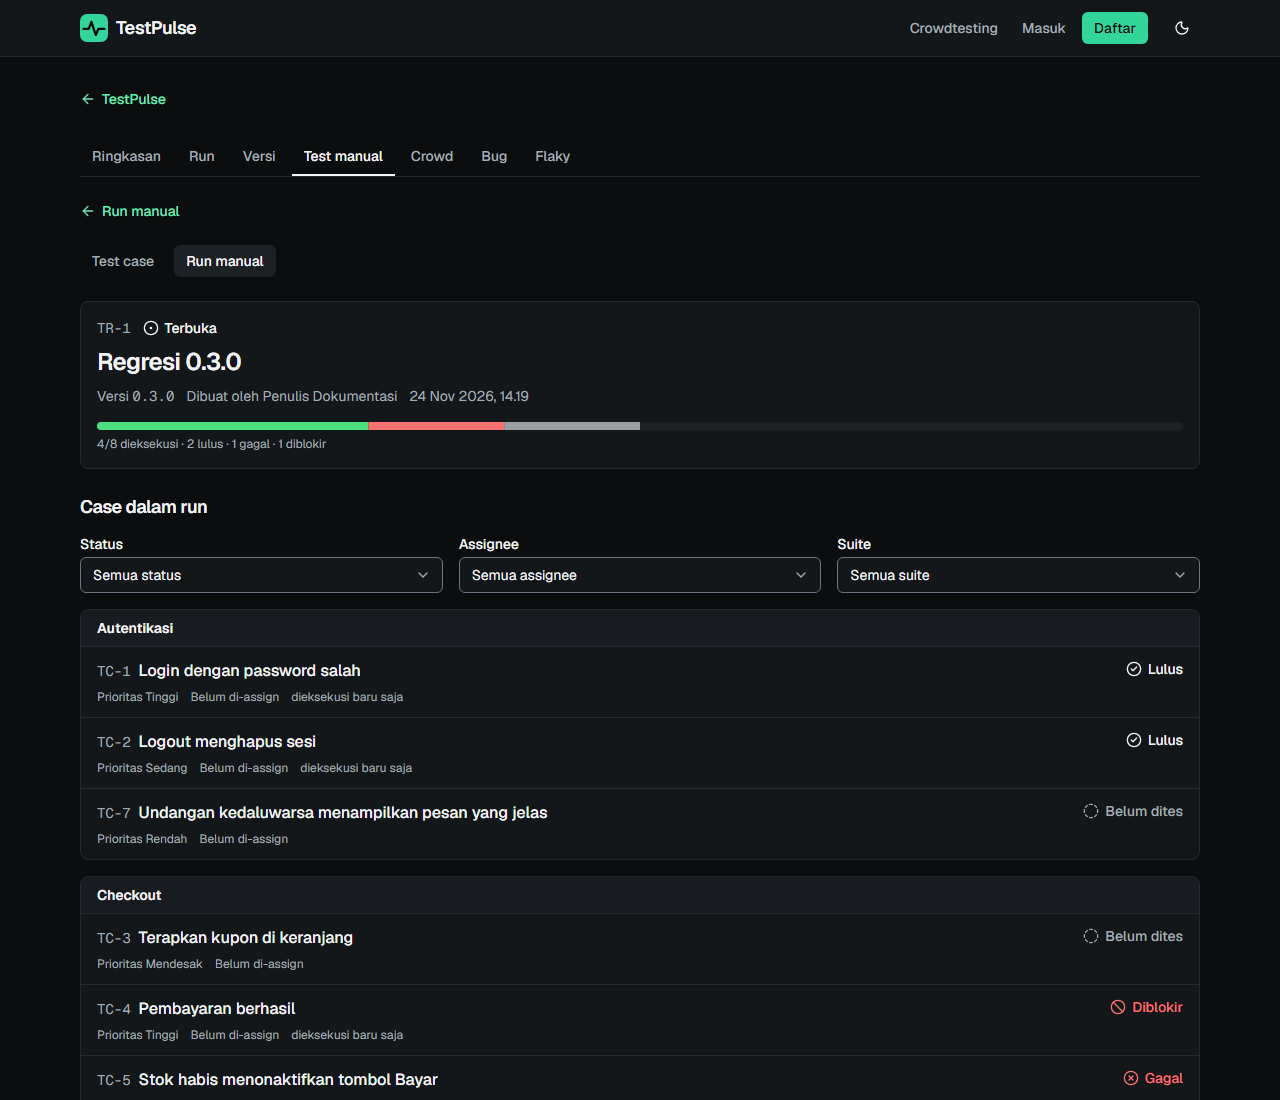 TestPulse
Crowdtesting
Masuk
Daftar
TestPulse
Ringkasan
Run
Versi
Test manual
Crowd
Bug
Flaky
Run manual
Test case
Run manual
TR-1 Terbuka
Regresi 0.3.0
Versi 0.3.0 Dibuat oleh Penulis Dokumentasi 24 Nov 2026, 14.19
4/8 dieksekusi · 2 lulus · 1 gagal · 1 diblokir
Case dalam run
Status
Semua status
Assignee
Semua assignee
Suite
Semua suite
Autentikasi
TC-1 Login dengan password salah
Lulus
Prioritas Tinggi Belum di-assign dieksekusi baru saja
TC-2 Logout menghapus sesi
Lulus
Prioritas Sedang Belum di-assign dieksekusi baru saja
TC-7 Undangan kedaluwarsa menampilkan pesan yang jelas
Belum dites
Prioritas Rendah Belum di-assign
Checkout
TC-3 Terapkan kupon di keranjang
Belum dites
Prioritas Mendesak Belum di-assign
TC-4 Pembayaran berhasil
Diblokir
Prioritas Tinggi Belum di-assign dieksekusi baru saja
TC-5 Stok habis menonaktifkan tombol Bayar
Gagal